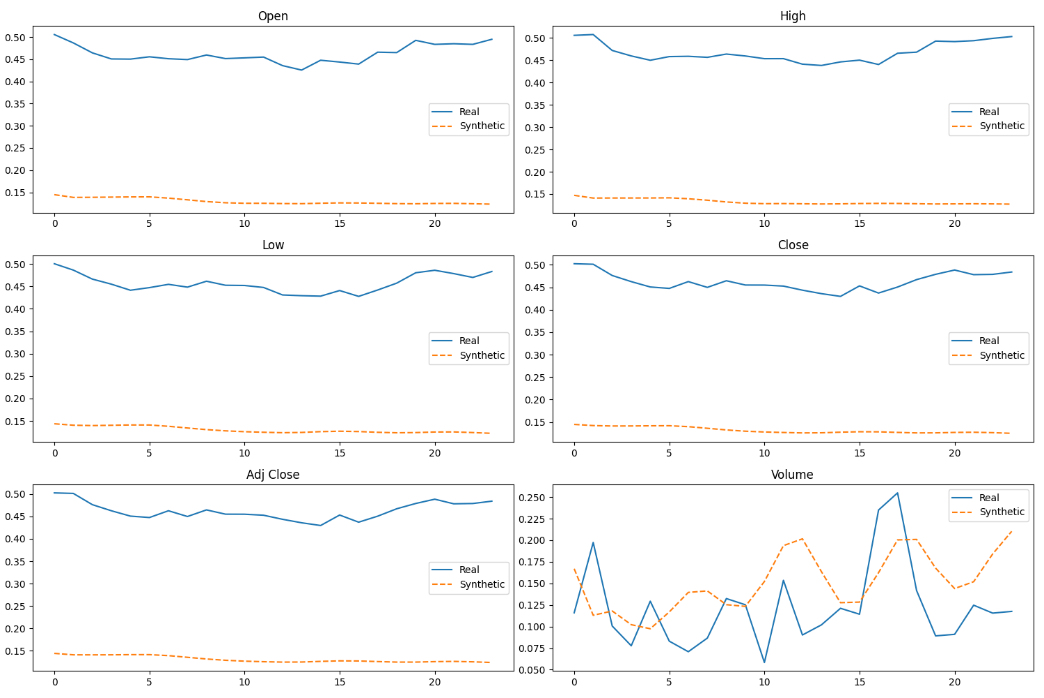 Open
0.50
0.45
0.40
0.35
0.30
0.25
0.20
0.15
0 5 10 15 20
Real
Synthetic
High
0.50
0.45
0.40
0.35
0.30
0.25
0.20
0.15
0 5 10 15 20
Real
Synthetic
Low
0.50
0.45
0.40
0.35
0.30
0.25
0.20
0.15
0 5 10 15 20
Real
Synthetic
Close
0.50
0.45
0.40
0.35
0.30
0.25
0.20
0.15
0 5 10 15 20
Real
Synthetic
Adj Close
0.50
0.45
0.40
0.35
0.30
0.25
0.20
0.15
0 5 10 15 20
Real
Synthetic
Volume
0.250
0.225
0.200
0.175
0.150
0.125
0.100
0.075
0.050
0 5 10 15 20
Real
Synthetic